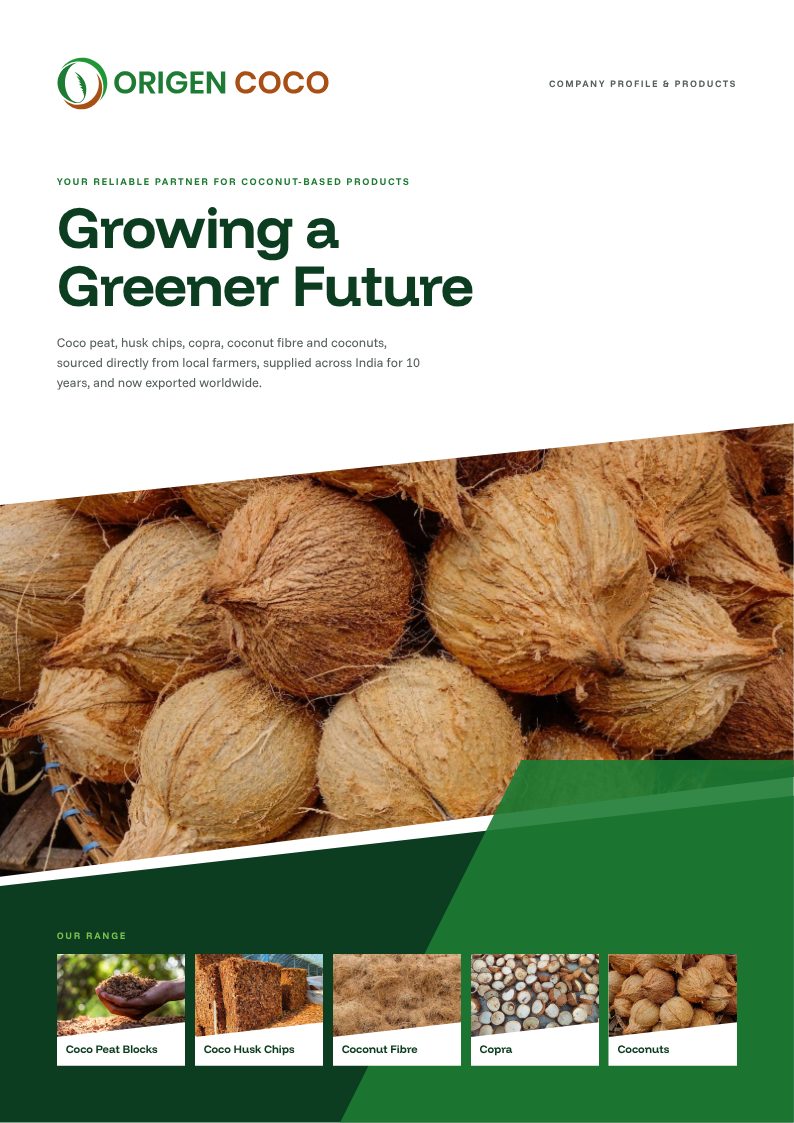 ORIGEN COCO
COMPANY PROFILE & PRODUCTS
YOUR RELIABLE PARTNER FOR COCONUT-BASED PRODUCTS
Growing a
Greener Future
Coco peat, husk chips, copra, coconut fibre and coconuts,
sourced directly from local farmers, supplied across India for 10
years, and now exported worldwide.
OUR RANGE
Coco Peat Blocks
Coco Husk Chips
Coconut Fibre
Copra
Coconuts